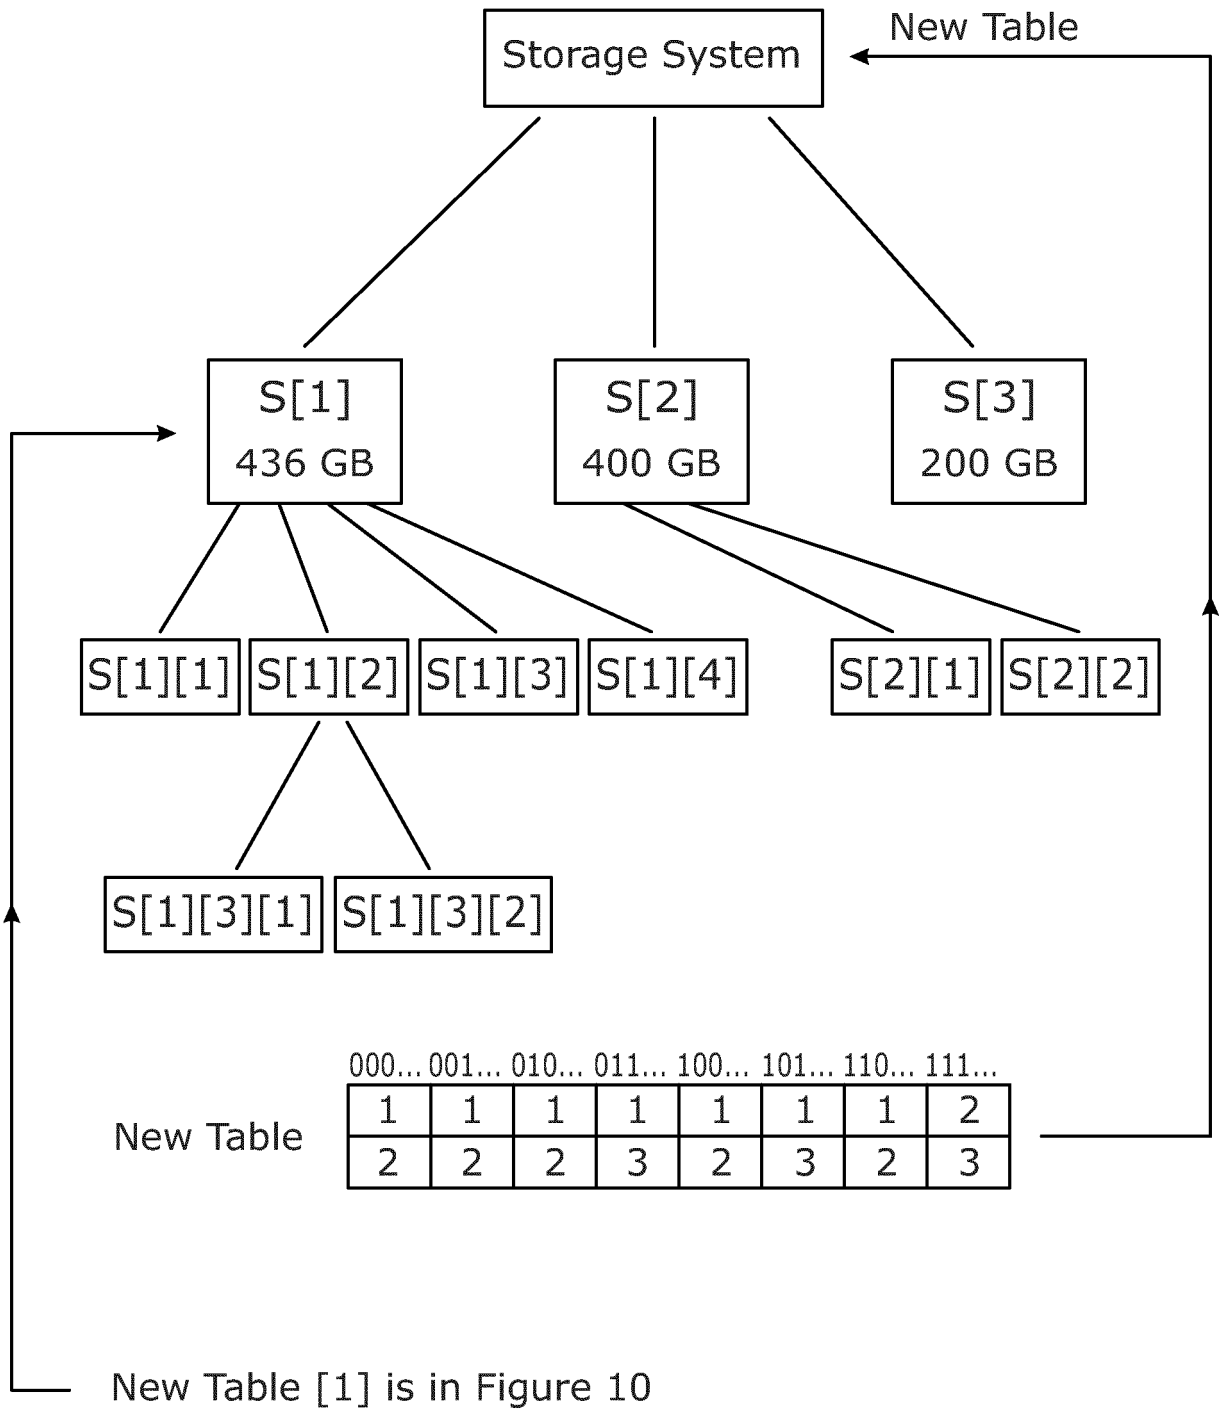 New Table
Storage System
S[1] S[2] S[3]
436 GB 400 GB 200 GB
S[1][1] S[1][2] S[1][3] S[1][4] S[2][1] S[2][2]
S[1][3][1] S[1][3][2]
000... 001... 010... 011... 100... 101... 110... 111...
1 1 1 1 1 1 1 2
New Table
2 2 2 3 2 3 2 3
New Table [1] is in Figure 10